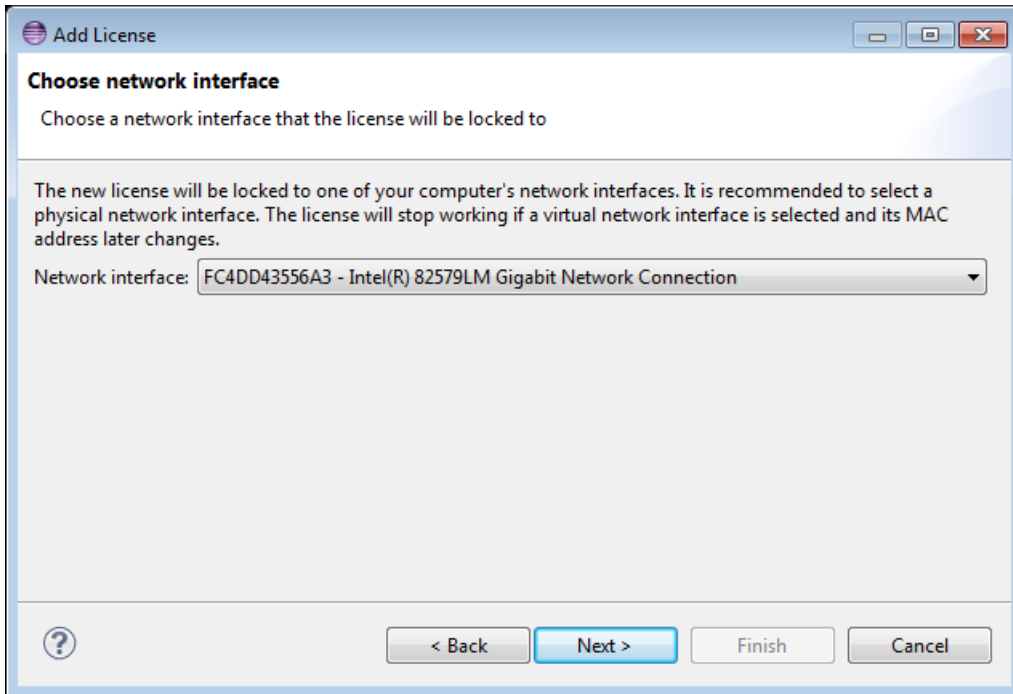 Add License
Choose network interface
Choose a network interface that the license will be locked to
The new license will be locked to one of your computer's network interfaces. It is recommended to select a
physical network interface. The license will stop working if a virtual network interface is selected and its MAC
address later changes.
Network interface: FC4DD43556A3 - Intel(R) 82579LM Gigabit Network Connection
? < Back Next > Finish Cancel